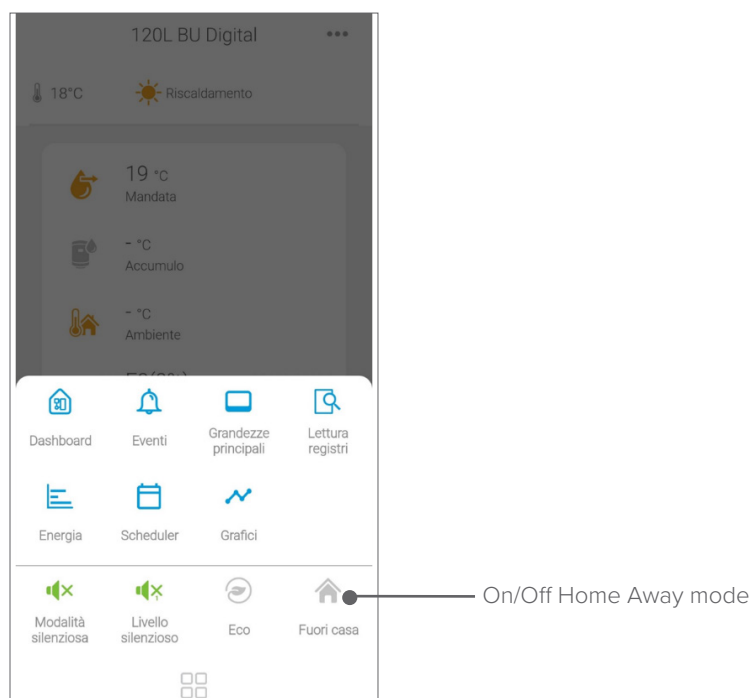 120L BU Digital
18°C Riscaldamento
19 °C
Mandata
- °C
Accumulo
- °C
Ambiente
Dashboard Eventi Grandezze principali Lettura registri
Energia Scheduler Grafici
Modalità silenziosa Livello silenzioso Eco Fuori casa
On/Off Home Away mode